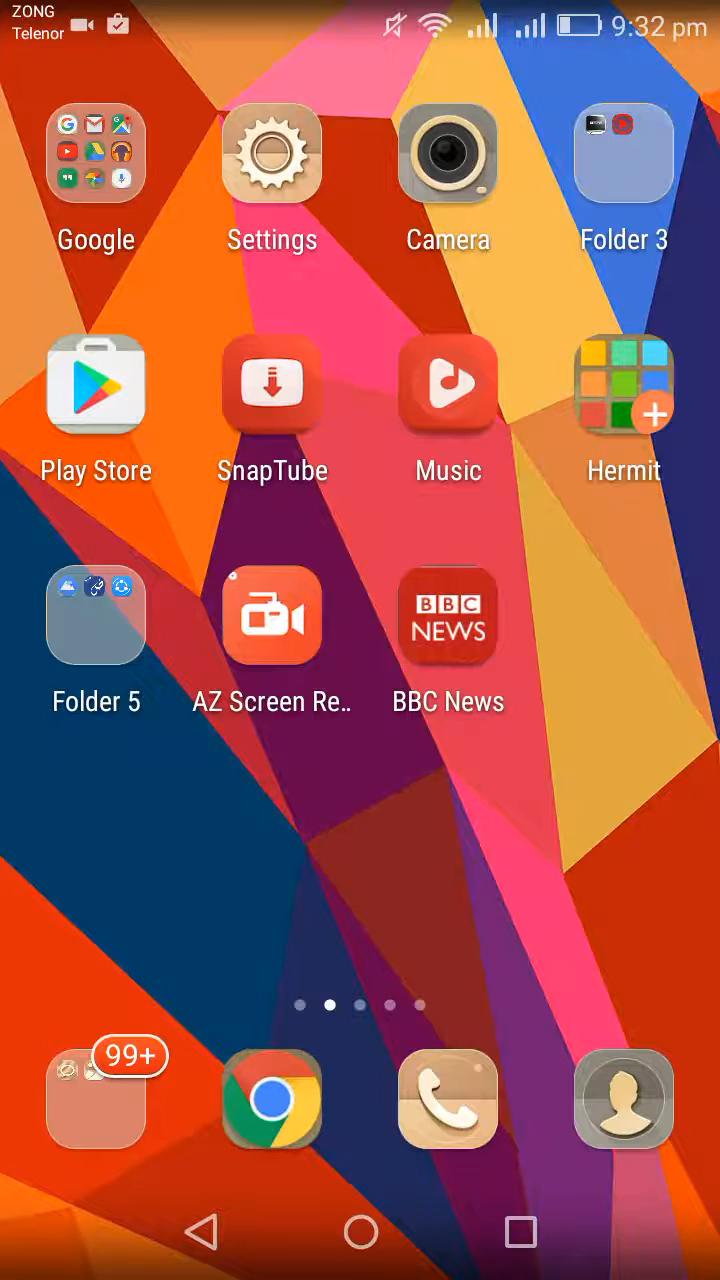 ZONG
Telenor
9:32 pm
Google
Settings
Camera
Folder 3
Play Store
SnapTube
Music
Hermit
BBC
NEWS
Folder 5
AZ Screen Re..
BBC News
99+